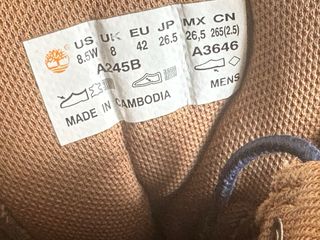 US UK EU JP MX CN
8.5W 8 42 26.5 26,5 265(2.5)
A245B A3646
MENS
MADE IN CAMBODIA